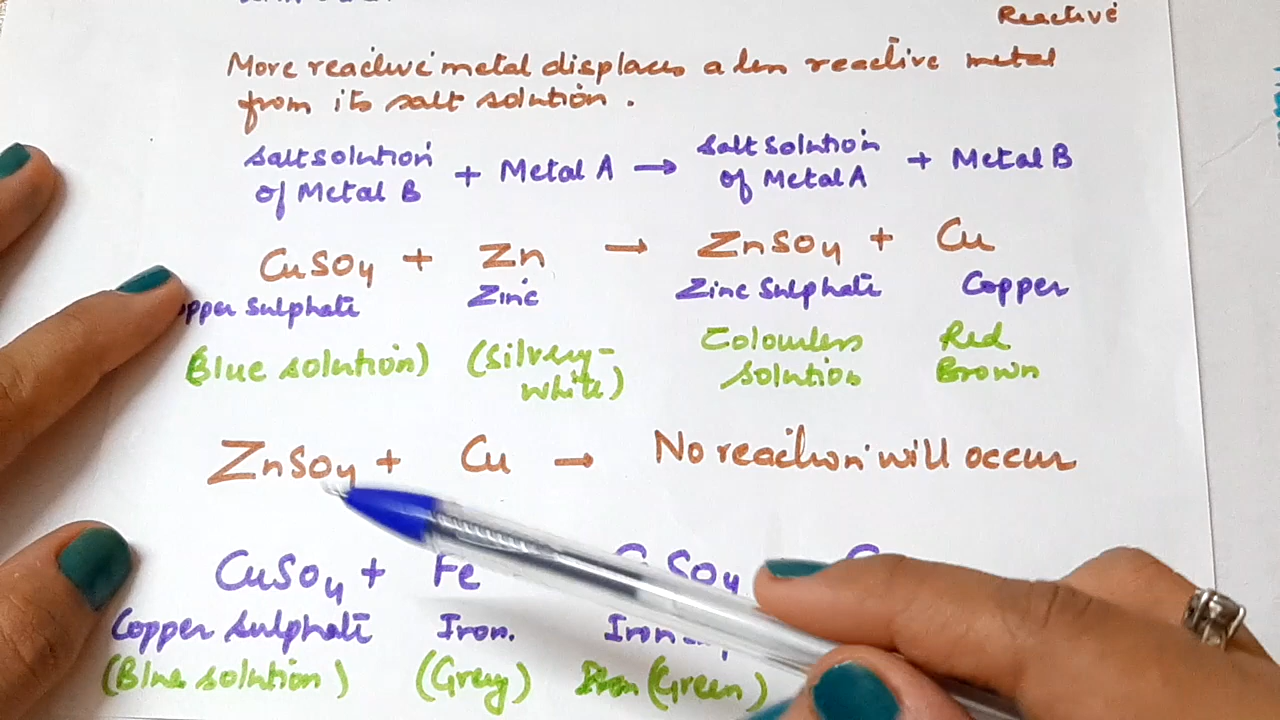 Reactive
More reactive metal displaces a less reactive metal
from its salt solution.
Salt solution of Metal B + Metal A → Salt solution of Metal A + Metal B
CuSO4 + Zn → ZnSO4 + Cu
opper Sulphate Zinc Zinc Sulphate Copper
(Blue solution) (Silvery-white) Colourless solution Red Brown
ZnSO4 + Cu → No reaction will occur
CuSO4 + Fe SO4
Copper Sulphate Iron. Iron
(Blue solution) (Grey) (Green)